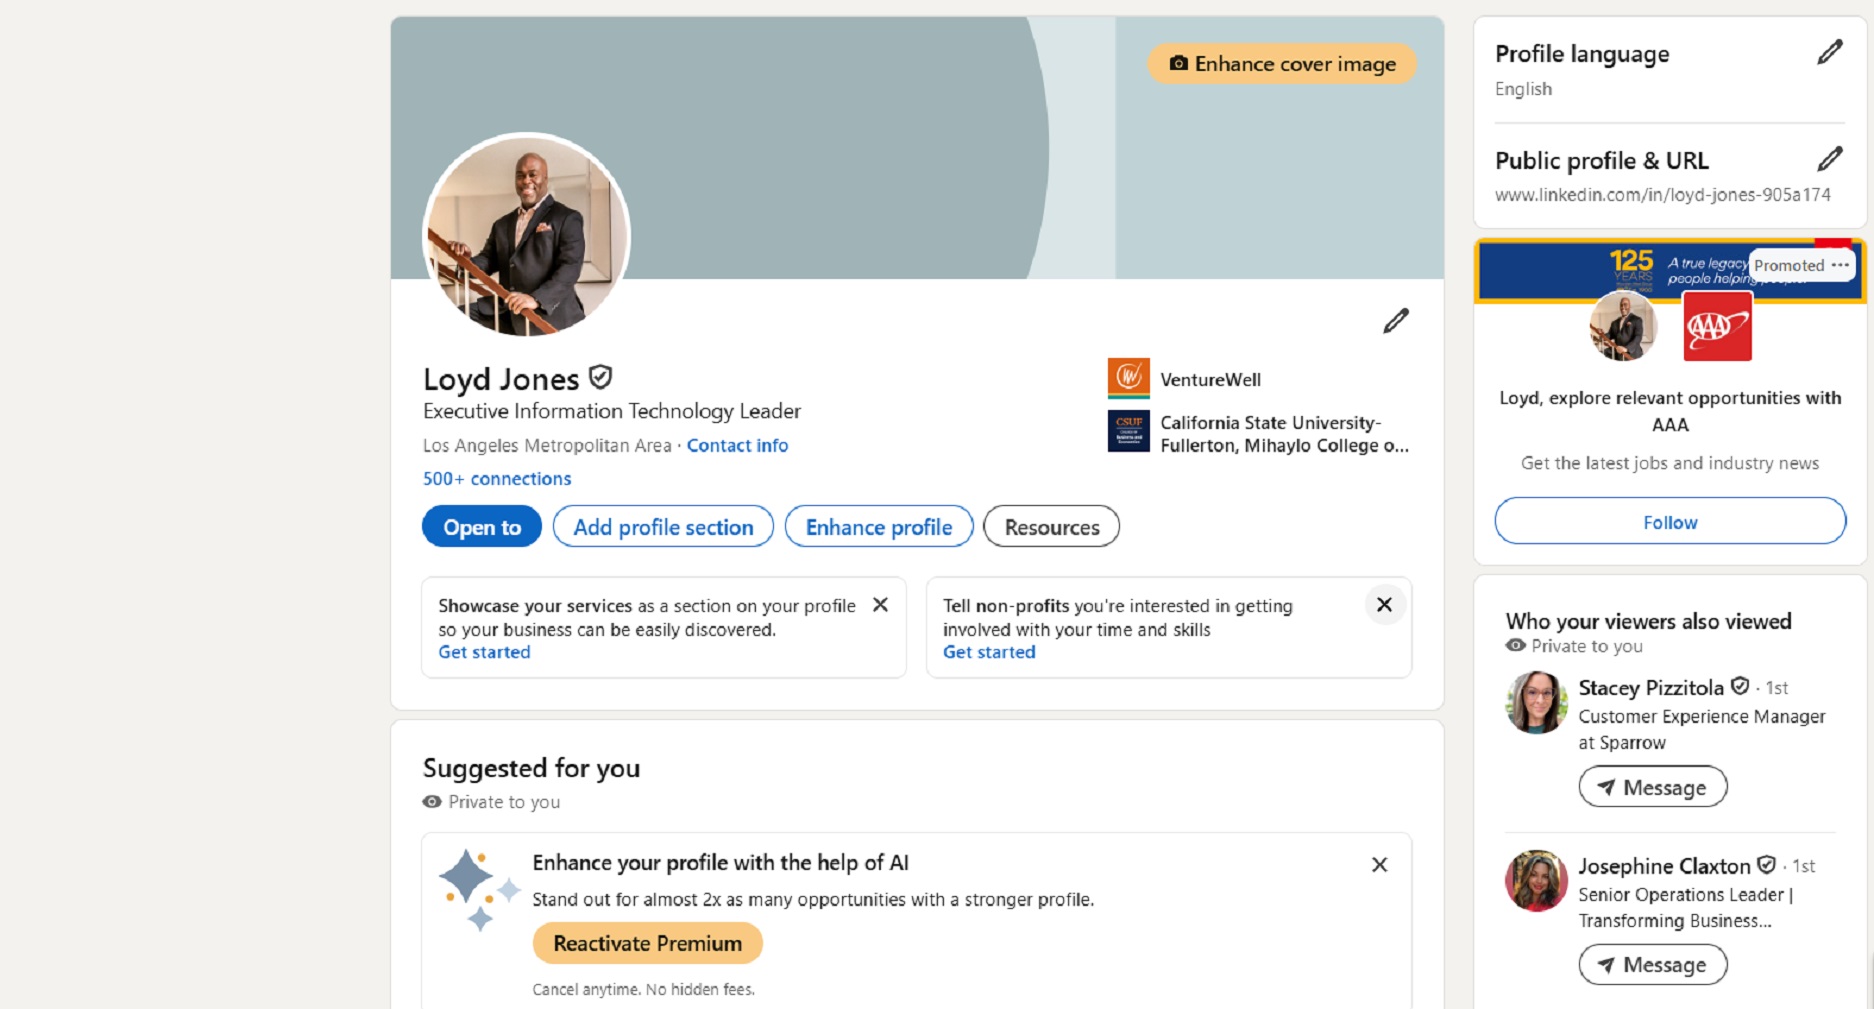 Enhance cover image
Loyd Jones
Executive Information Technology Leader
Los Angeles Metropolitan Area · Contact info
500+ connections
VentureWell
CSUF
California State University-
Fullerton, Mihaylo College o...
Open to
Add profile section
Enhance profile
Resources
Showcase your services as a section on your profile
so your business can be easily discovered.
Get started
Tell non-profits you're interested in getting
involved with your time and skills
Get started
Suggested for you
Private to you
Enhance your profile with the help of AI
Stand out for almost 2x as many opportunities with a stronger profile.
Reactivate Premium
Cancel anytime. No hidden fees.
Profile language
English
Public profile & URL
www.linkedin.com/in/loyd-jones-905a174
125
YEARS
A true legacy
people helping
Promoted
AAA
Loyd, explore relevant opportunities with
AAA
Get the latest jobs and industry news
Follow
Who your viewers also viewed
Private to you
Stacey Pizzitola · 1st
Customer Experience Manager
at Sparrow
Message
Josephine Claxton · 1st
Senior Operations Leader |
Transforming Business...
Message